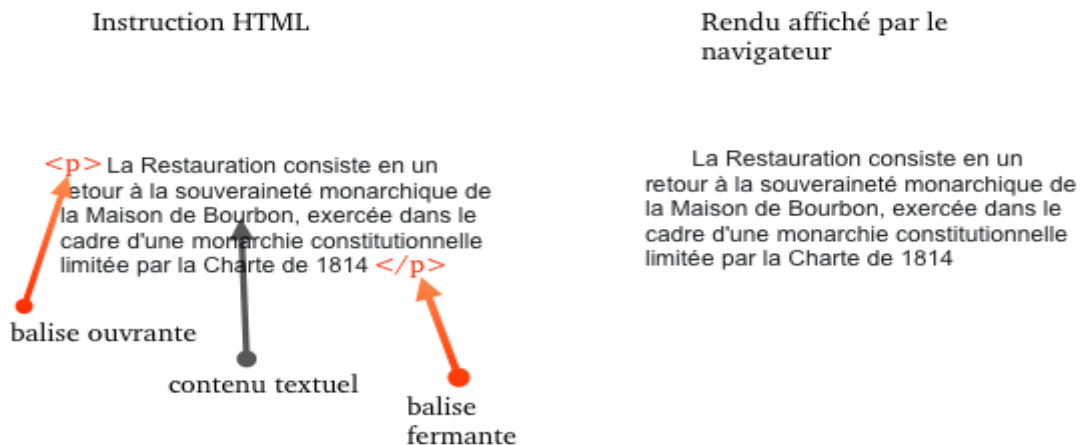 Instruction HTML
Rendu affiché par le
navigateur
<p> La Restauration consiste en un
retour à la souveraineté monarchique de
la Maison de Bourbon, exercée dans le
cadre d'une monarchie constitutionnelle
limitée par la Charte de 1814 </p>
La Restauration consiste en un
retour à la souveraineté monarchique de
la Maison de Bourbon, exercée dans le
cadre d'une monarchie constitutionnelle
limitée par la Charte de 1814
balise ouvrante
contenu textuel
balise
fermante